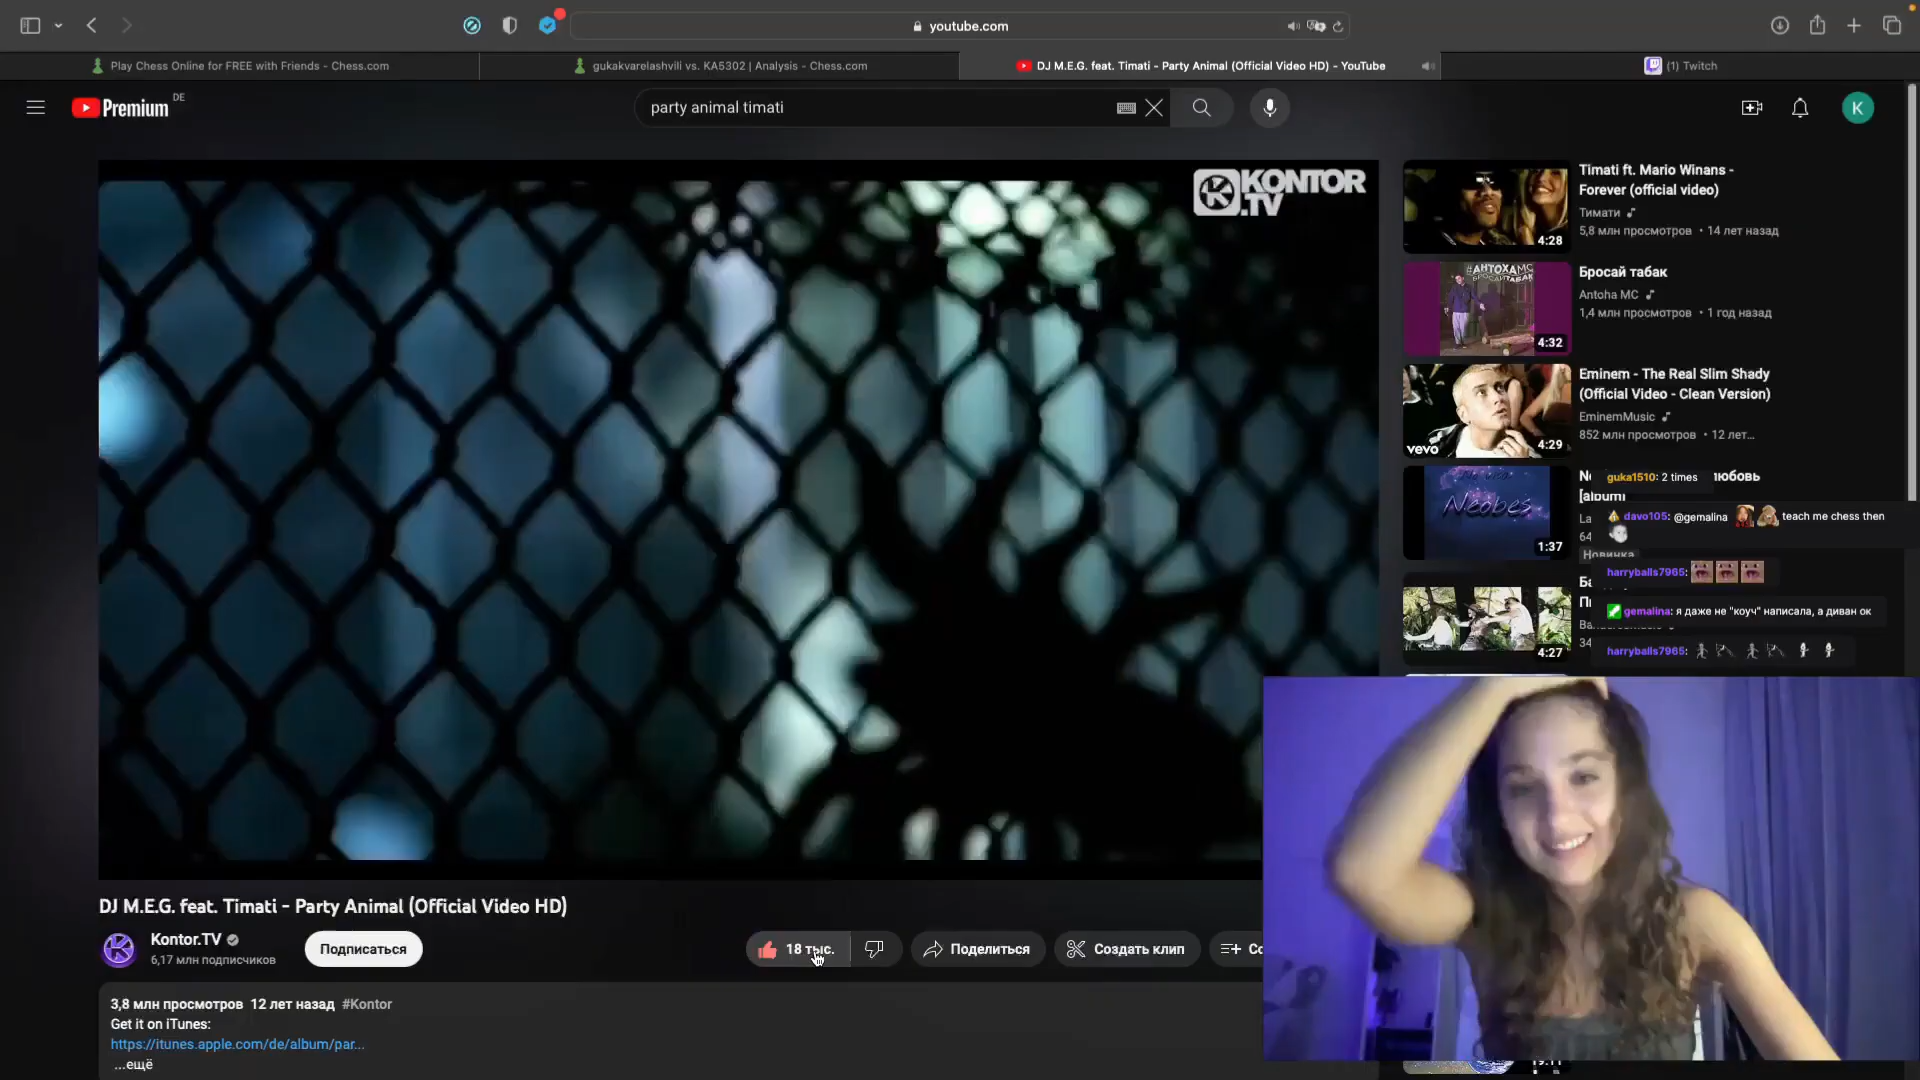 youtube.com
Play Chess Online for FREE with Friends - Chess.com
gukakvarelashvili vs. KA5302 | Analysis - Chess.com
DJ M.E.G. feat. Timati - Party Animal (Official Video HD) - YouTube
(1) Twitch
Premium
DE
party animal timati
K
KONTOR
.TV
Timati ft. Mario Winans -
Forever (official video)
Тимати
5,8 млн просмотров • 14 лет назад
4:28
#АНТОХАМС
Бросай табак
Antoha MC
1,4 млн просмотров • 1 год назад
4:32
Eminem - The Real Slim Shady
(Official Video - Clean Version)
EminemMusic
852 млн просмотров • 12 лет...
vevo
4:29
guka1510: 2 times
[album]
Neobes
1:37
davo105: @gemalina teach me chess then
64
Новинка
harryballs7965:
gemalina: я даже не "коуч" написала, а диван ок
34
harryballs7965:
4:27
DJ M.E.G. feat. Timati - Party Animal (Official Video HD)
Kontor.TV
6,17 млн подписчиков
Подписаться
18 тыс.
Поделиться
Создать клип
Со
3,8 млн просмотров 12 лет назад #Kontor
Get it on iTunes:
https://itunes.apple.com/de/album/par...
...ещё